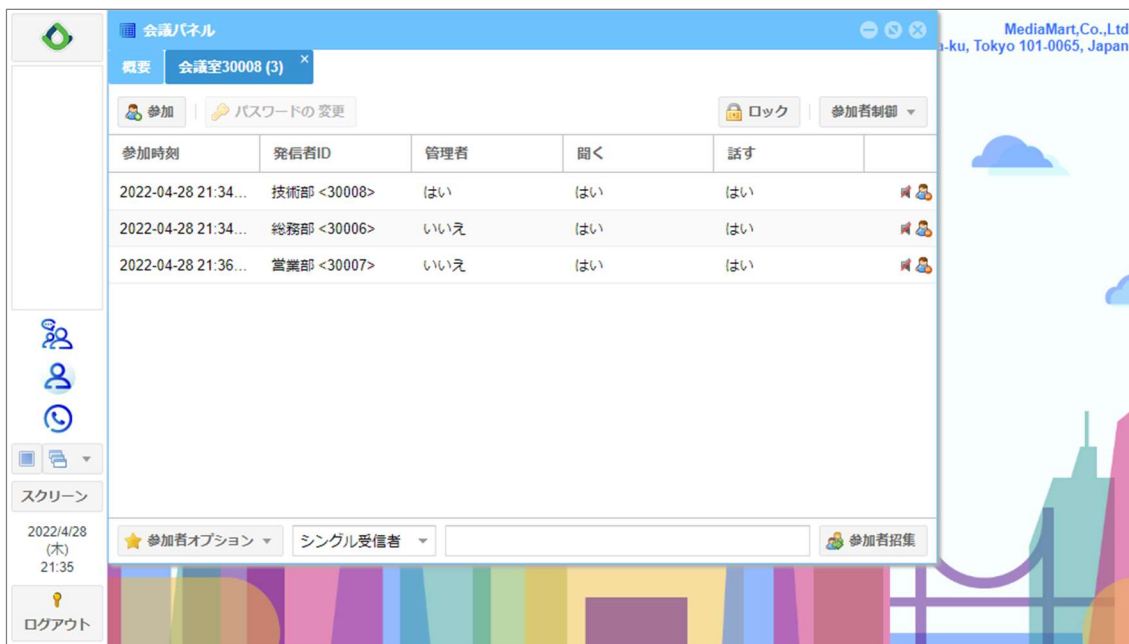 会議パネル
MediaMart,Co.,Ltd
-ku, Tokyo 101-0065, Japan
概要
会議室30008 (3)
参加
パスワードの 変更
ロック
参加者制御
参加時刻 発信者ID 管理者 聞く 話す
2022-04-28 21:34... 技術部 <30008> はい はい はい
2022-04-28 21:34... 総務部 <30006> いいえ はい はい
2022-04-28 21:36... 営業部 <30007> いいえ はい はい
スクリーン
2022/4/28
(木)
21:35
参加者オプション
シングル受信者
参加者招集
ログアウト